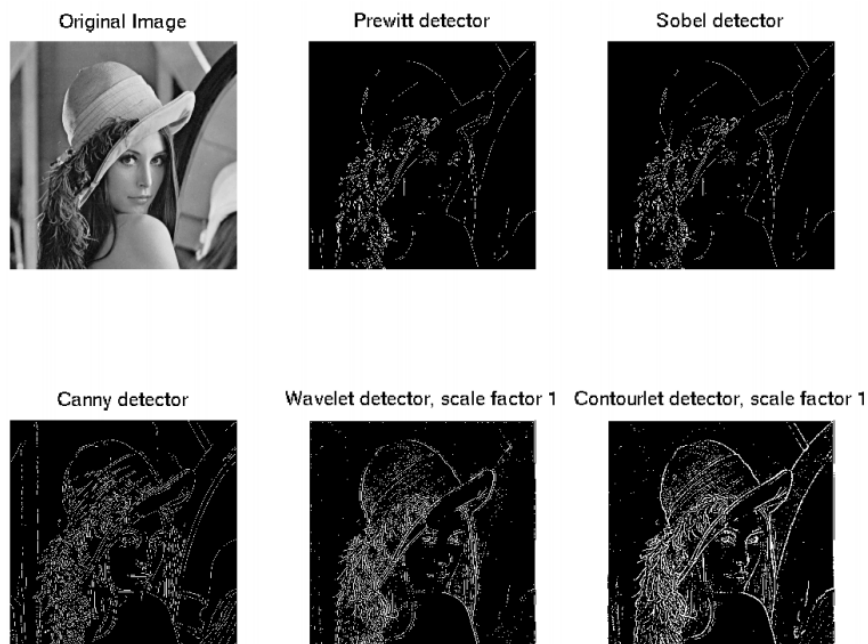 Original Image
Prewitt detector
Sobel detector
Canny detector
Wavelet detector, scale factor 1
Contourlet detector, scale factor 1